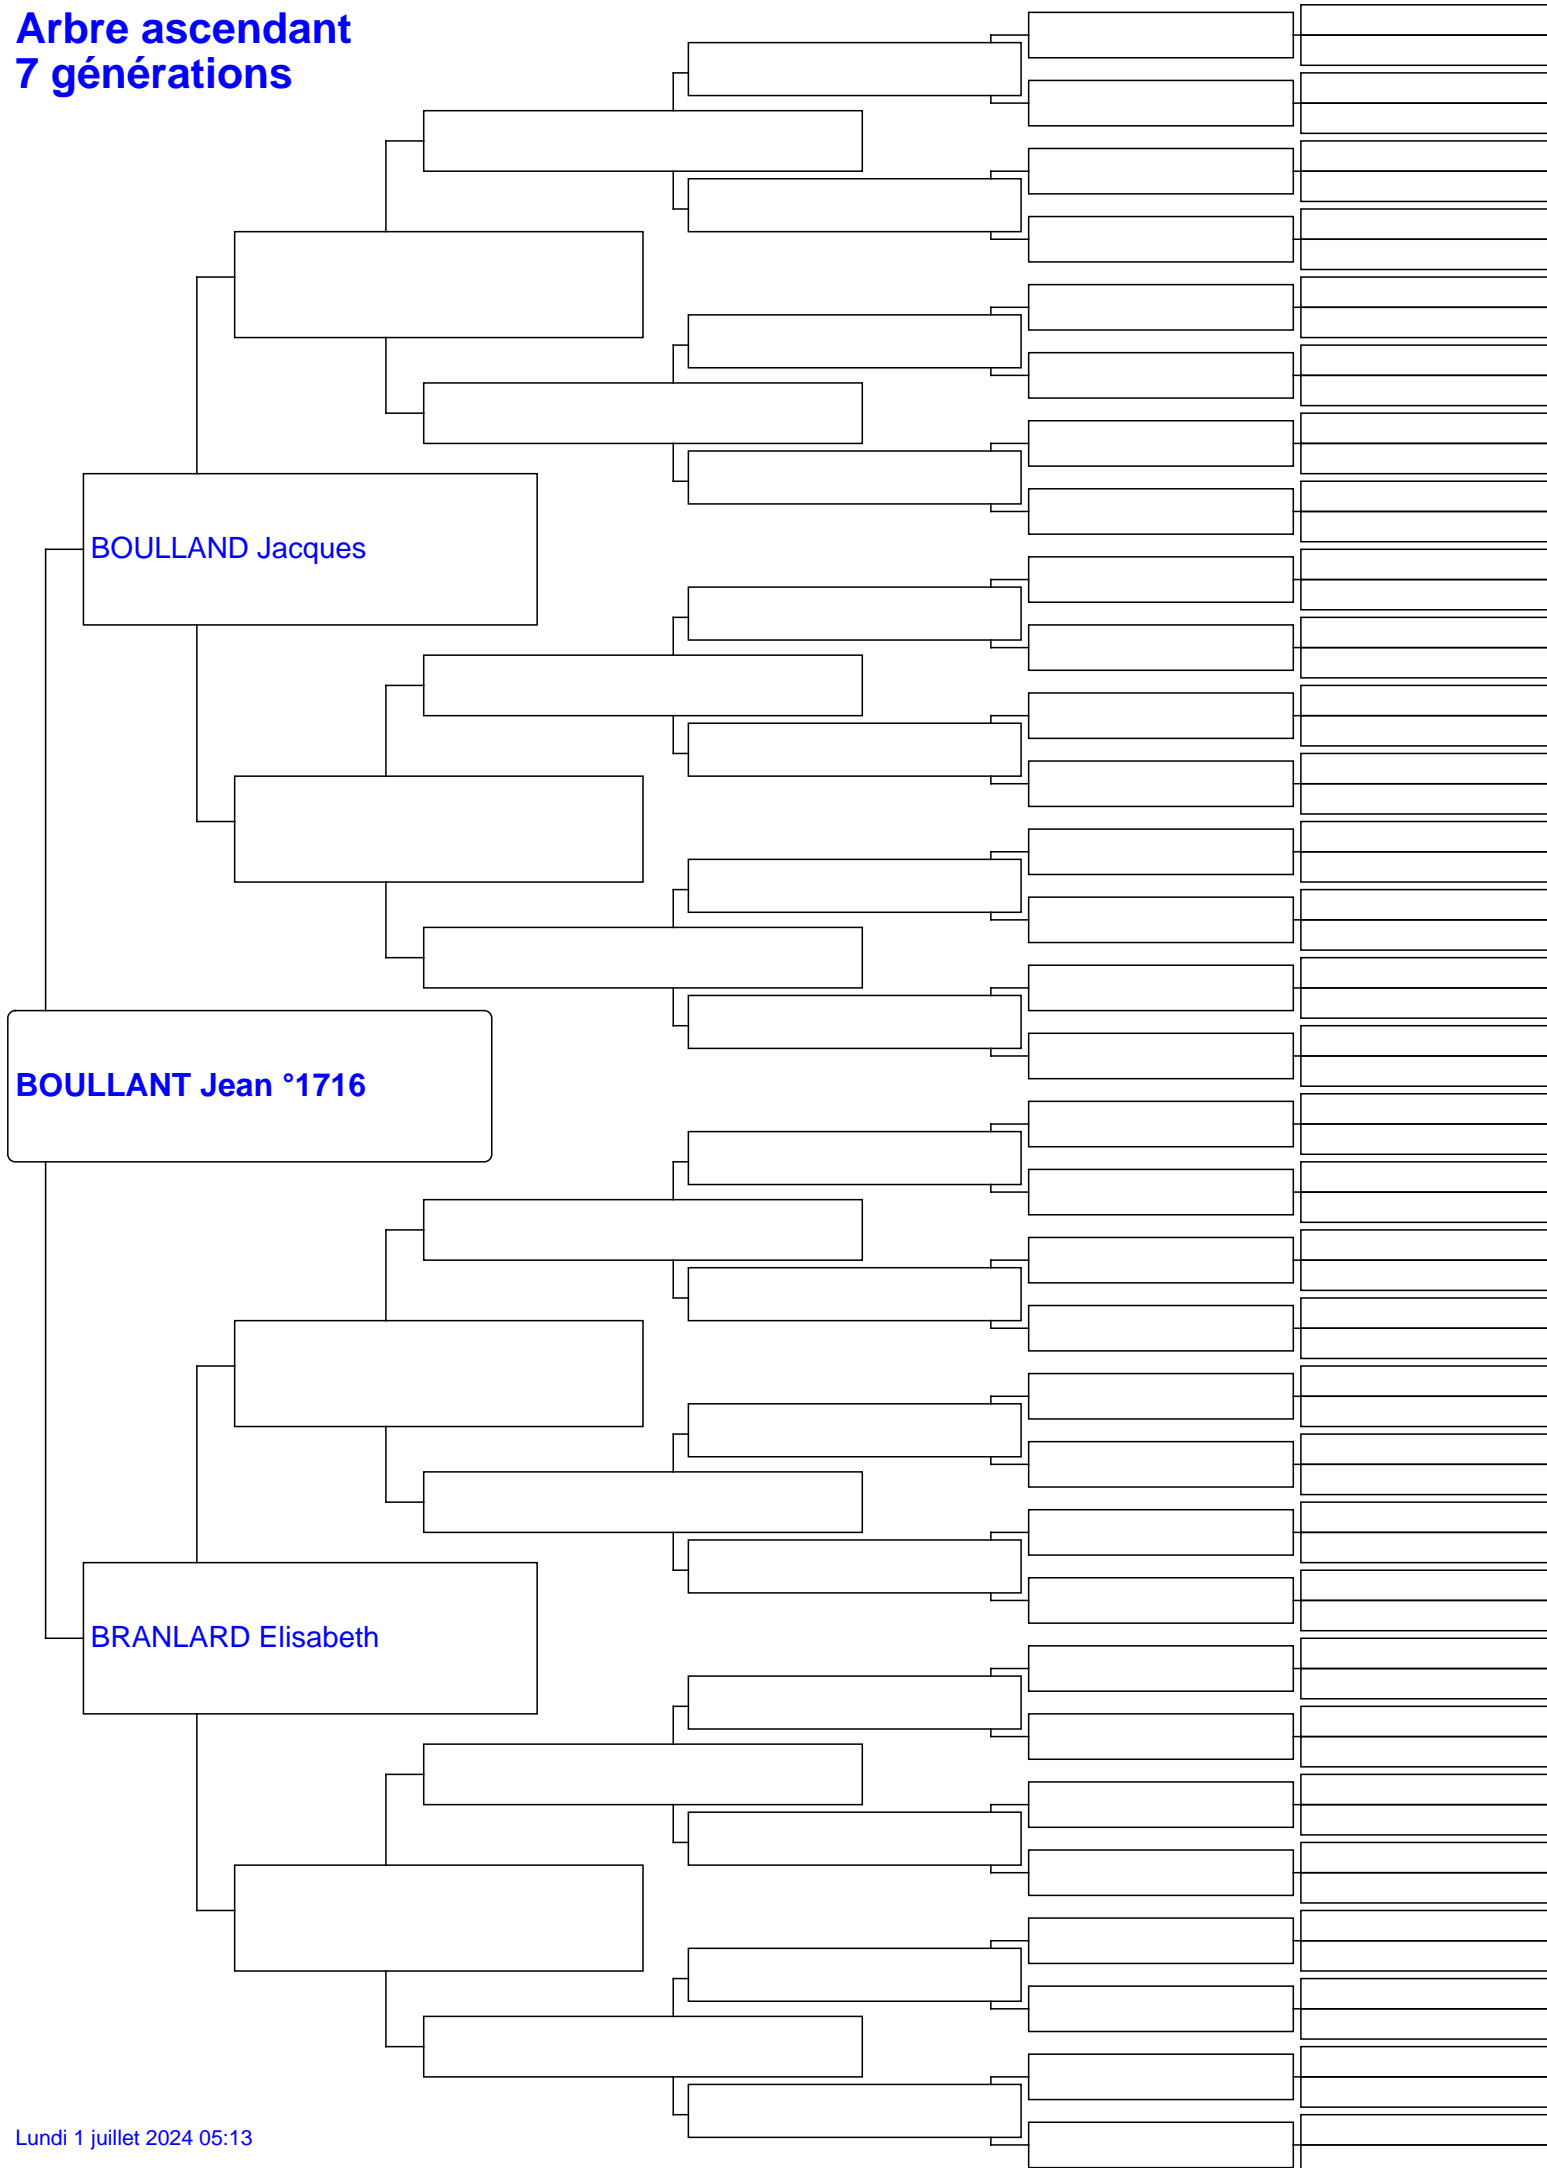 Arbre ascendant
7 générations
BOULLAND Jacques
BOULLANT Jean °1716
BRANLARD Elisabeth
Lundi 1 juillet 2024 05:13